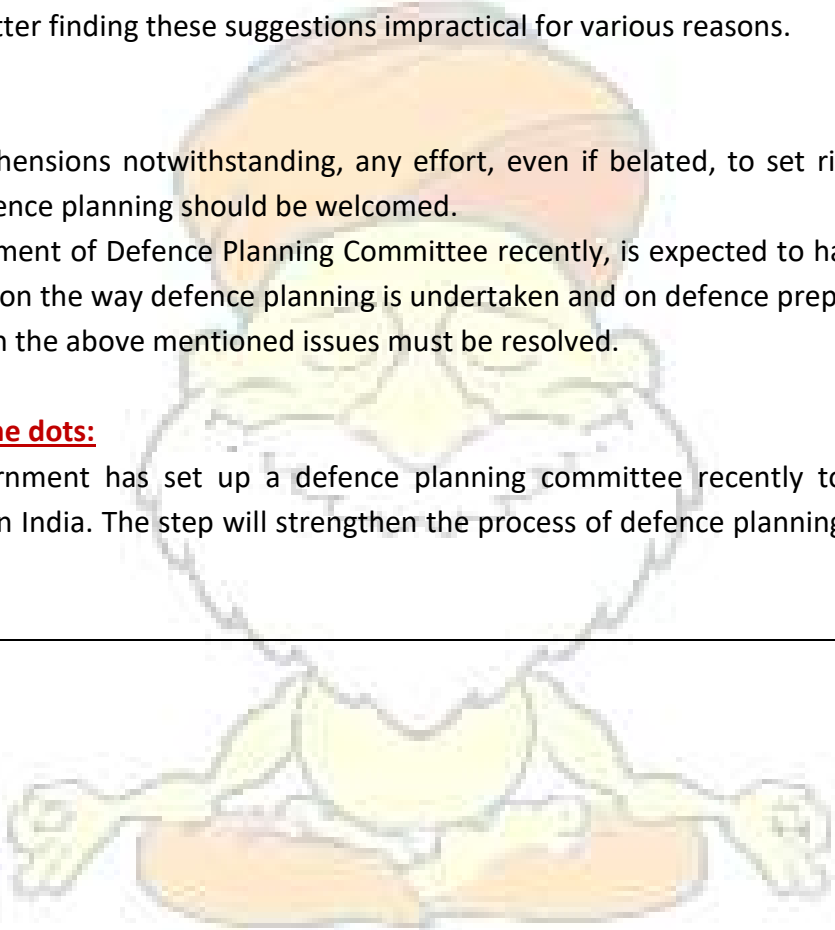 tter finding these suggestions impractical for various reasons.
hensions notwithstanding, any effort, even if belated, to set ri
ence planning should be welcomed.
ment of Defence Planning Committee recently, is expected to ha
on the way defence planning is undertaken and on defence prep
n the above mentioned issues must be resolved.
ne dots:
ernment has set up a defence planning committee recently to
n India. The step will strengthen the process of defence planning